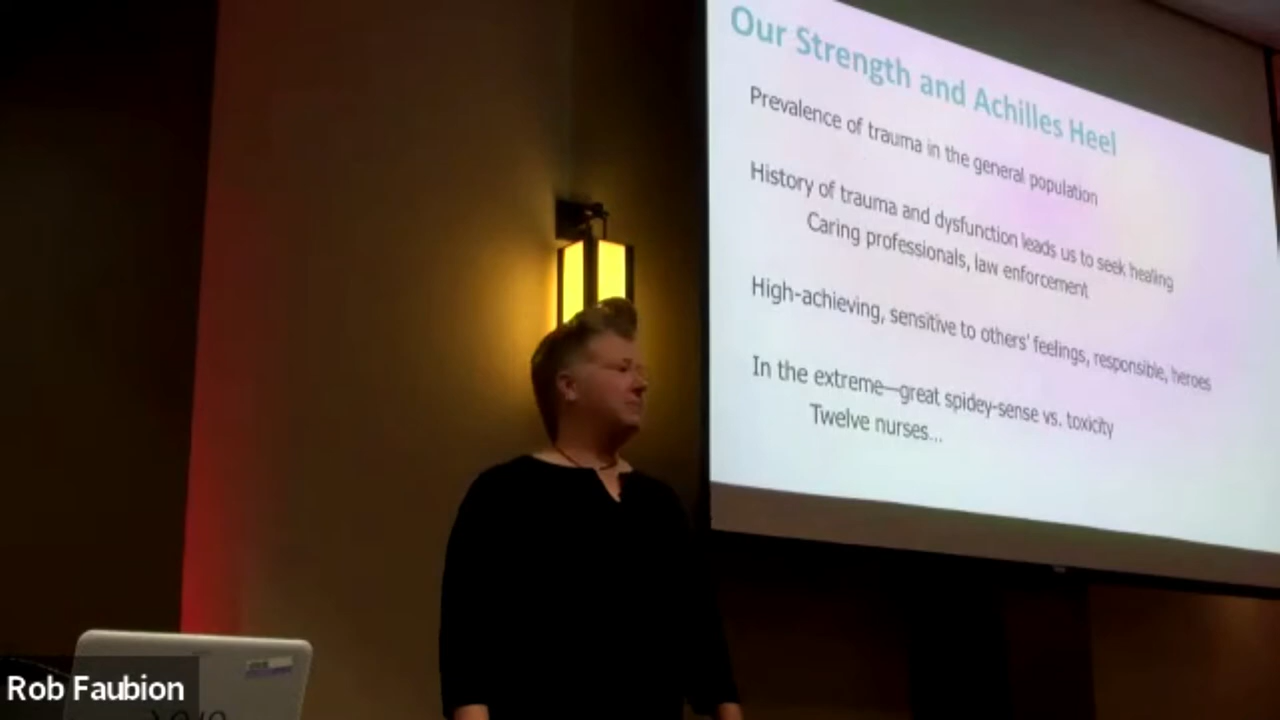 Our Strength and Achilles Heel
Prevalence of trauma in the general population
History of trauma and dysfunction leads us to seek healing
Caring professionals, law enforcement
High-achieving, sensitive to others' feelings, responsible, heroes
In the extreme—great spidey-sense vs. toxicity
Twelve nurses...
Rob Faubion